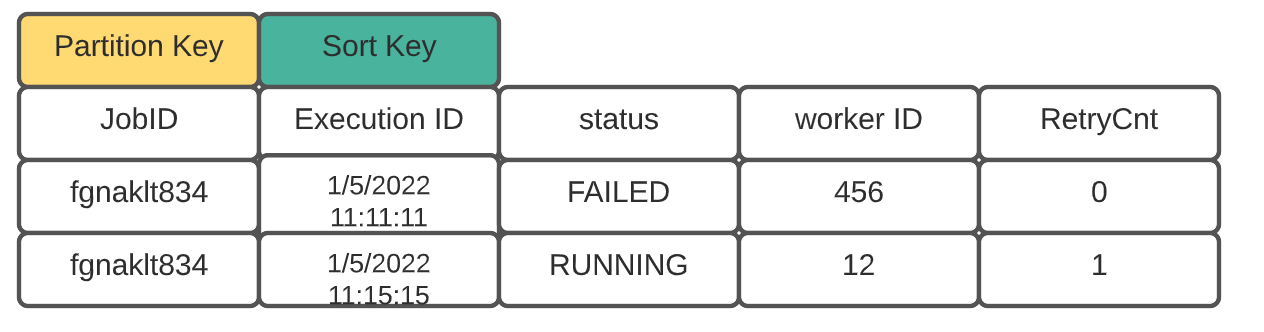 Partition Key
Sort Key
JobID
Execution ID
status
worker ID
RetryCnt
fgnaklt834
1/5/2022
11:11:11
FAILED
456
0
fgnaklt834
1/5/2022
11:15:15
RUNNING
12
1